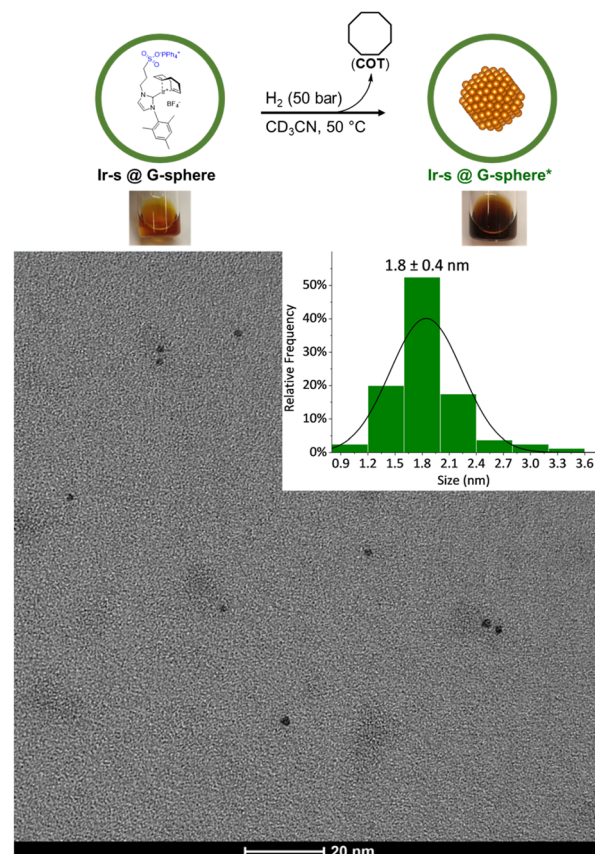 (COT)
O
S
O
O⁻PPh₄⁺
N
N
Ir
BF₄⁻
H₂ (50 bar)
CD₃CN, 50 °C
Ir-s @ G-sphere
Ir-s @ G-sphere*
1.8 ± 0.4 nm
Relative Frequency
50%
40%
30%
20%
10%
0%
0.9 1.2 1.5 1.8 2.1 2.4 2.7 3.0 3.3 3.6
Size (nm)
20 nm